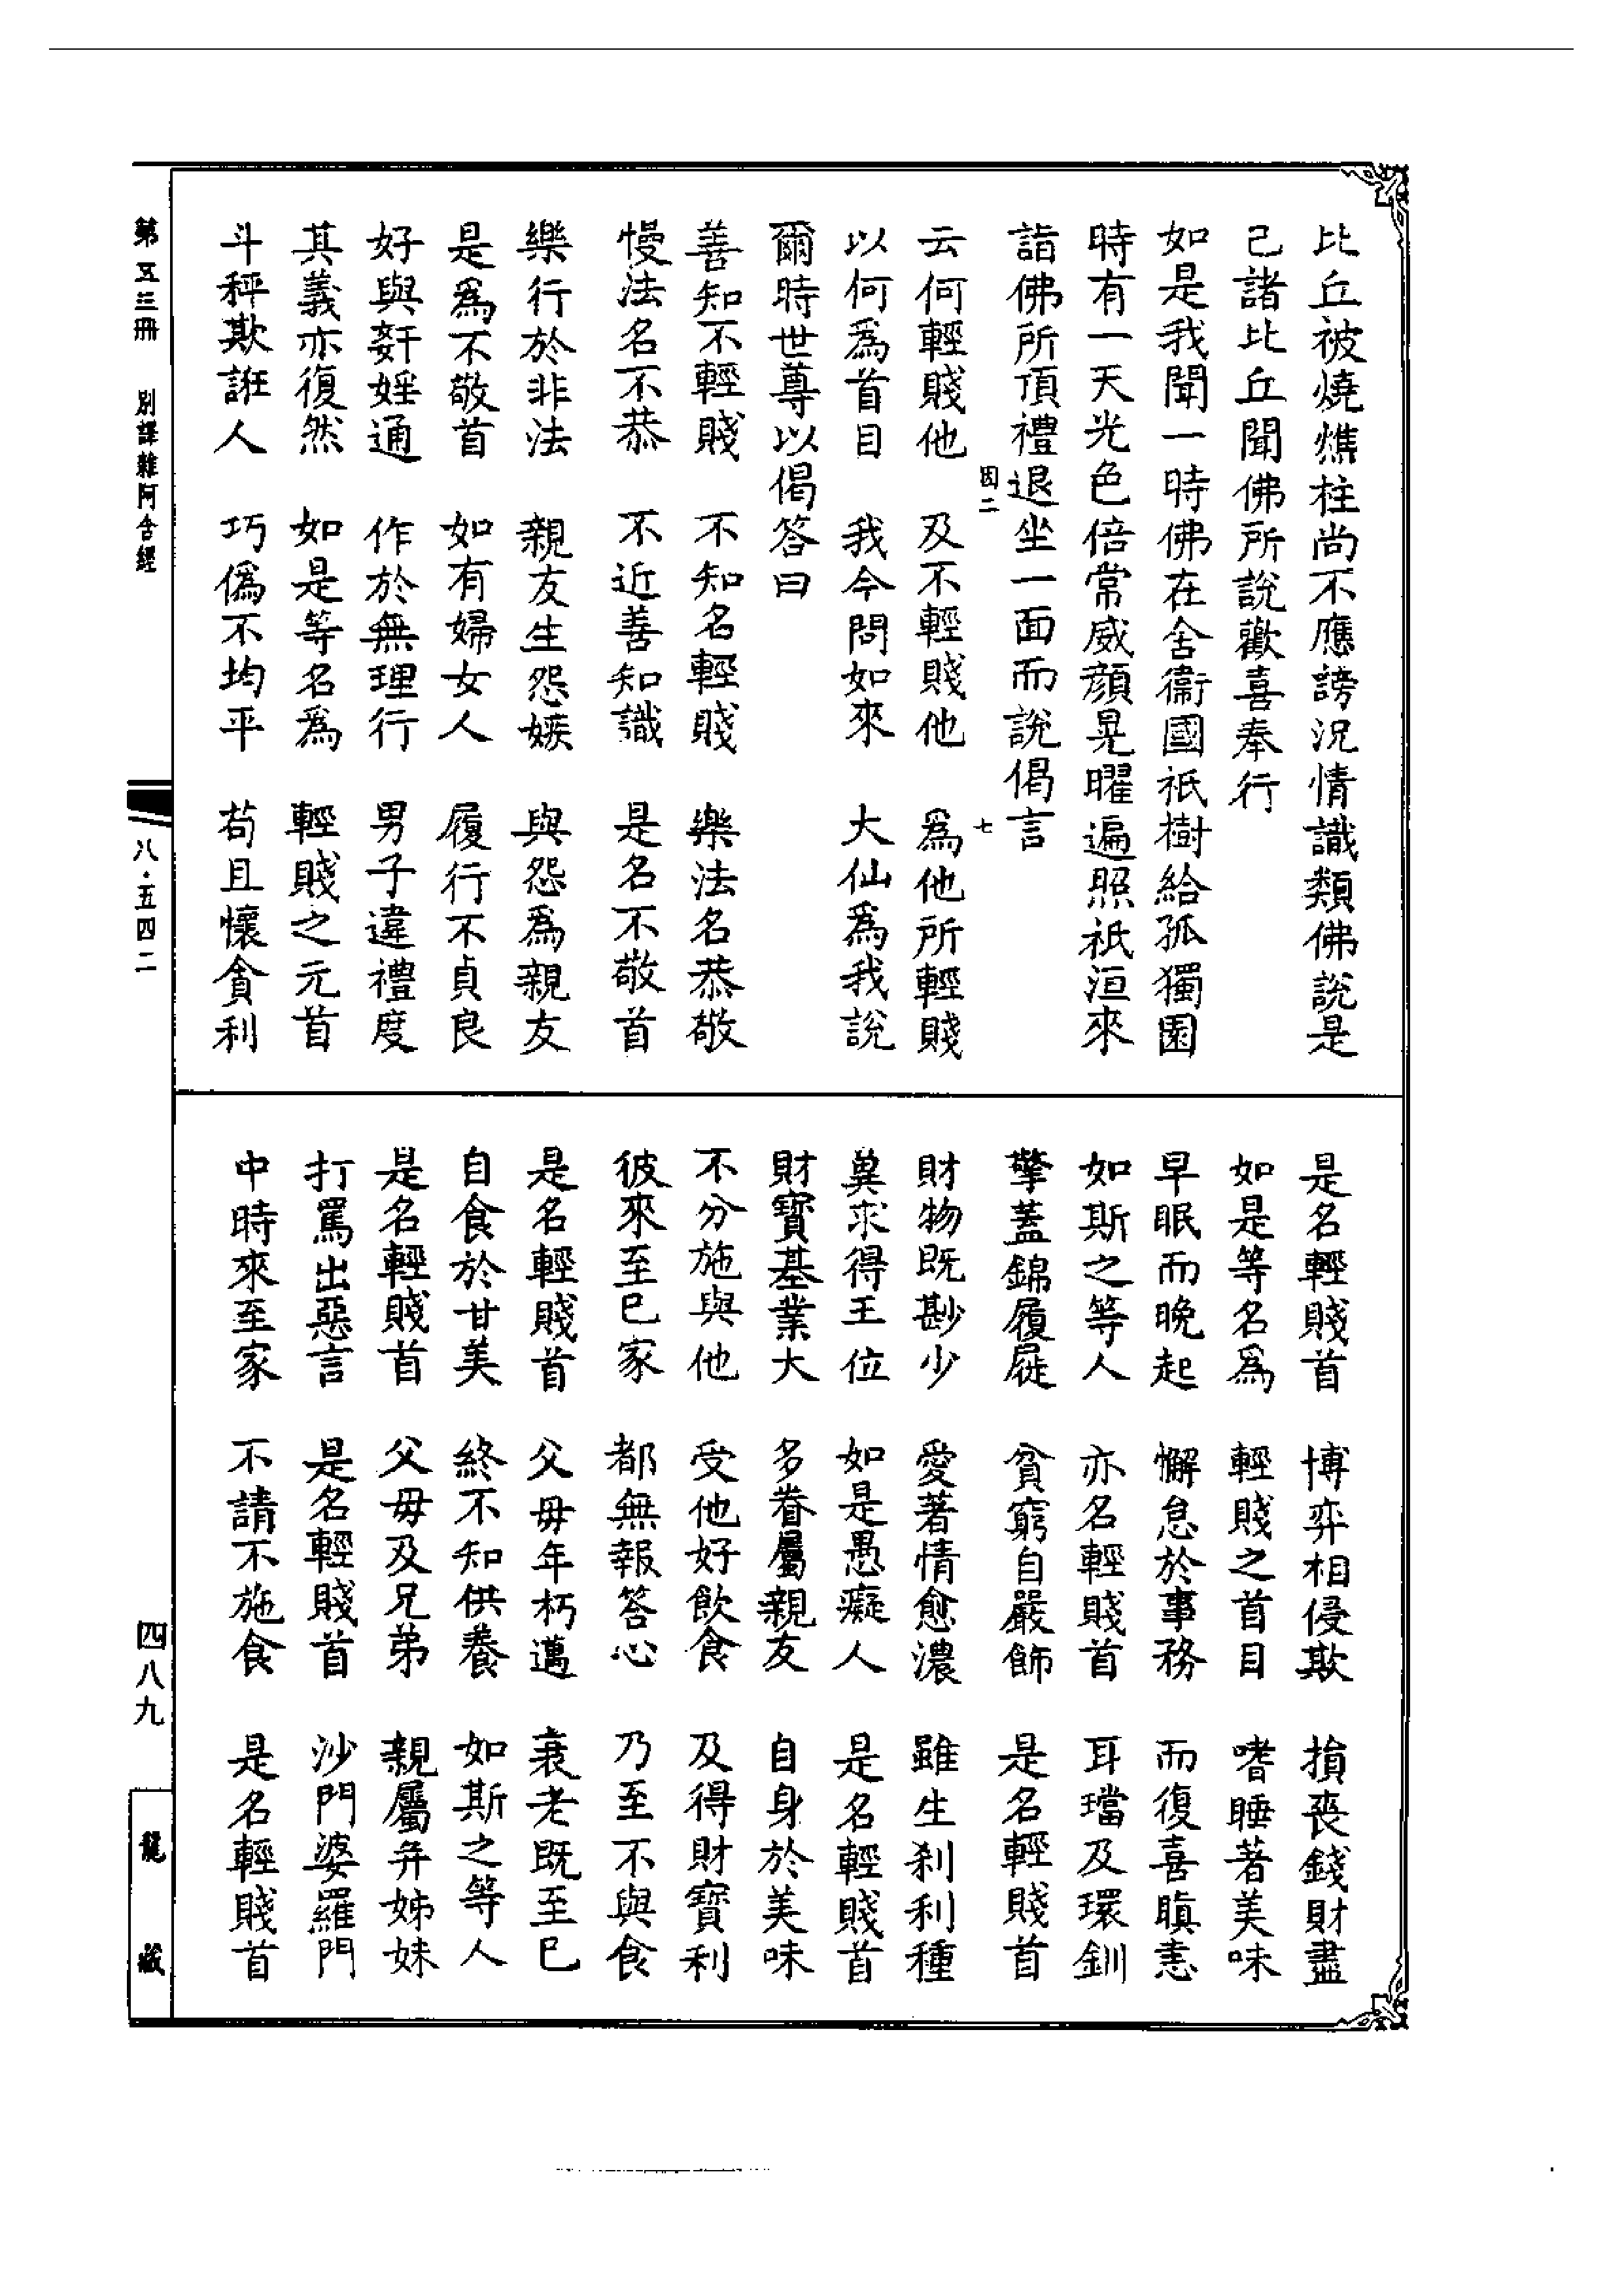 比丘被燒燋柱尚不應謗況情識類佛說是
已諸比丘聞佛所說歡喜奉行
如是我聞一時佛在舍衞國祇樹給孤獨園
時有一天光色倍常威顏晃曜遍照祇洹來
詣佛所頂禮退坐一面而說偈言
因二 七
云何輕賤他 及不輕賤他 爲他所輕賤
以何爲首目 我今問如來 大仙爲我說
爾時世尊以偈答曰
善知不輕賤 不知名輕賤 樂法名恭敬
慢法名不恭 不近善知識 是名不敬首
樂行於非法 親友生怨嫉 與怨爲親友
是爲不敬首 如有婦女人 履行不貞良
好與姧婬通 作於無理行 男子違禮度
其義亦復然 如是等名爲 輕賤之元首
斗秤欺誑人 巧僞不均平 苟且懷貪利
是名輕賤首 博弈相侵欺 損喪錢財盡
如是等名爲 輕賤之首目 嗜睡著美味
早眠而晚起 懈怠於事務 而復喜瞋恚
如斯之等人 亦名輕賤首 耳璫及環釧
擎蓋錦履屣 貧窮自嚴飾 是名輕賤首
財物既尠少 愛著情愈濃 雖生刹利種
冀求得王位 如是愚癡人 是名輕賤首
財寶基業大 多眷屬親友 自身於美味
不分施與他 受他好飲食 及得財寶利
彼來至已家 都無報答心 乃至不與食
是名輕賤首 父毋年朽邁 衰老既至已
自食於甘美 終不知供養 如斯之等人
是名輕賤首 父毋及兄弟 親屬并姊妹
打罵出惡言 是名輕賤首 沙門婆羅門
中時來至家 不請不施食 是名輕賤首
第五三冊 別譯雜阿含經
八·五四二
四八九
龍藏